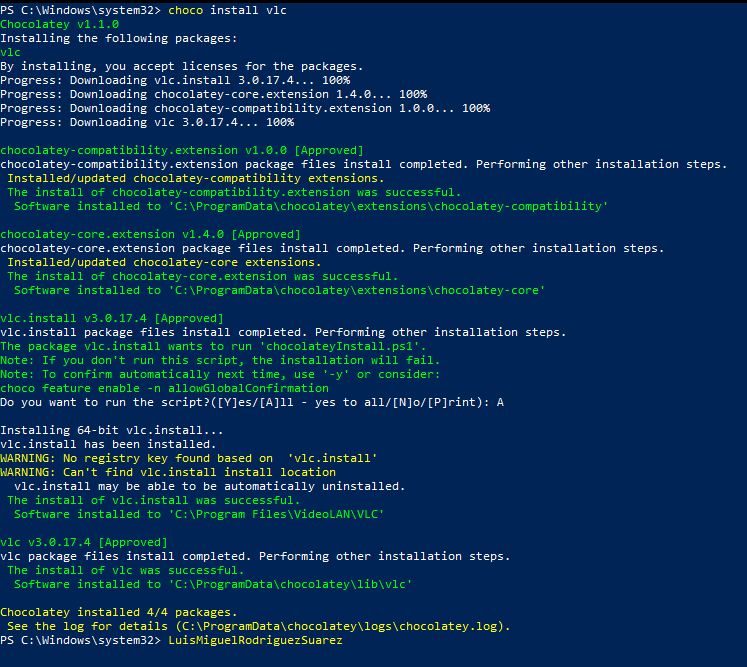 PS C:\Windows\system32> choco install vlc
Chocolatey v1.1.0
Installing the following packages:
vlc
By installing, you accept licenses for the packages.
Progress: Downloading vlc.install 3.0.17.4... 100%
Progress: Downloading chocolatey-core.extension 1.4.0... 100%
Progress: Downloading chocolatey-compatibility.extension 1.0.0... 100%
Progress: Downloading vlc 3.0.17.4... 100%

chocolatey-compatibility.extension v1.0.0 [Approved]
chocolatey-compatibility.extension package files install completed. Performing other installation steps.
 Installed/updated chocolatey-compatibility extensions.
 The install of chocolatey-compatibility.extension was successful.
  Software installed to 'C:\ProgramData\chocolatey\extensions\chocolatey-compatibility'

chocolatey-core.extension v1.4.0 [Approved]
chocolatey-core.extension package files install completed. Performing other installation steps.
 Installed/updated chocolatey-core extensions.
 The install of chocolatey-core.extension was successful.
  Software installed to 'C:\ProgramData\chocolatey\extensions\chocolatey-core'

vlc.install v3.0.17.4 [Approved]
vlc.install package files install completed. Performing other installation steps.
The package vlc.install wants to run 'chocolateyInstall.ps1'.
Note: If you don't run this script, the installation will fail.
Note: To confirm automatically next time, use '-y' or consider:
choco feature enable -n allowGlobalConfirmation
Do you want to run the script?([Y]es/[A]ll - yes to all/[N]o/[P]rint): A

Installing 64-bit vlc.install...
vlc.install has been installed.
WARNING: No registry key found based on  'vlc.install'
WARNING: Can't find vlc.install install location
  vlc.install may be able to be automatically uninstalled.
 The install of vlc.install was successful.
  Software installed to 'C:\Program Files\VideoLAN\VLC'

vlc v3.0.17.4 [Approved]
vlc package files install completed. Performing other installation steps.
 The install of vlc was successful.
  Software installed to 'C:\ProgramData\chocolatey\lib\vlc'

Chocolatey installed 4/4 packages.
 See the log for details (C:\ProgramData\chocolatey\logs\chocolatey.log).
PS C:\Windows\system32> LuisMiguelRodriguezSuarez